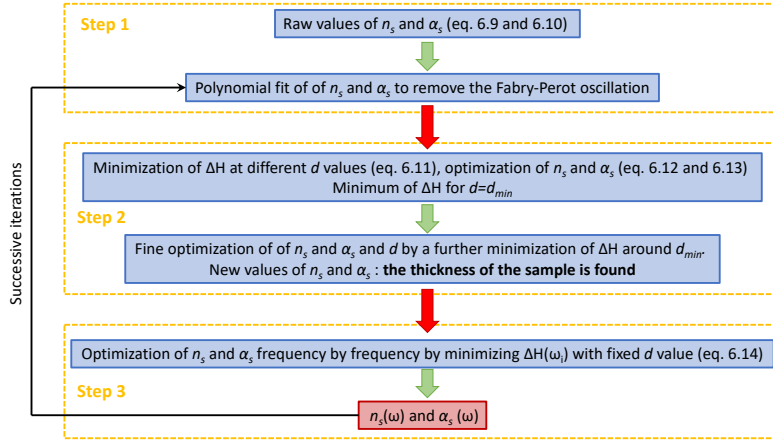 Step 1
Raw values of nₛ and αₛ (eq. 6.9 and 6.10)
Polynomial fit of of nₛ and αₛ to remove the Fabry-Perot oscillation
Successive iterations
Minimization of ΔH at different d values (eq. 6.11), optimization of nₛ and αₛ (eq. 6.12 and 6.13)
Minimum of ΔH for d=dmin
Step 2
Fine optimization of of nₛ and αₛ and d by a further minimization of ΔH around dmin.
New values of nₛ and αₛ : the thickness of the sample is found
Optimization of nₛ and αₛ frequency by frequency by minimizing ΔH(ωᵢ) with fixed d value (eq. 6.14)
Step 3
nₛ(ω) and αₛ (ω)